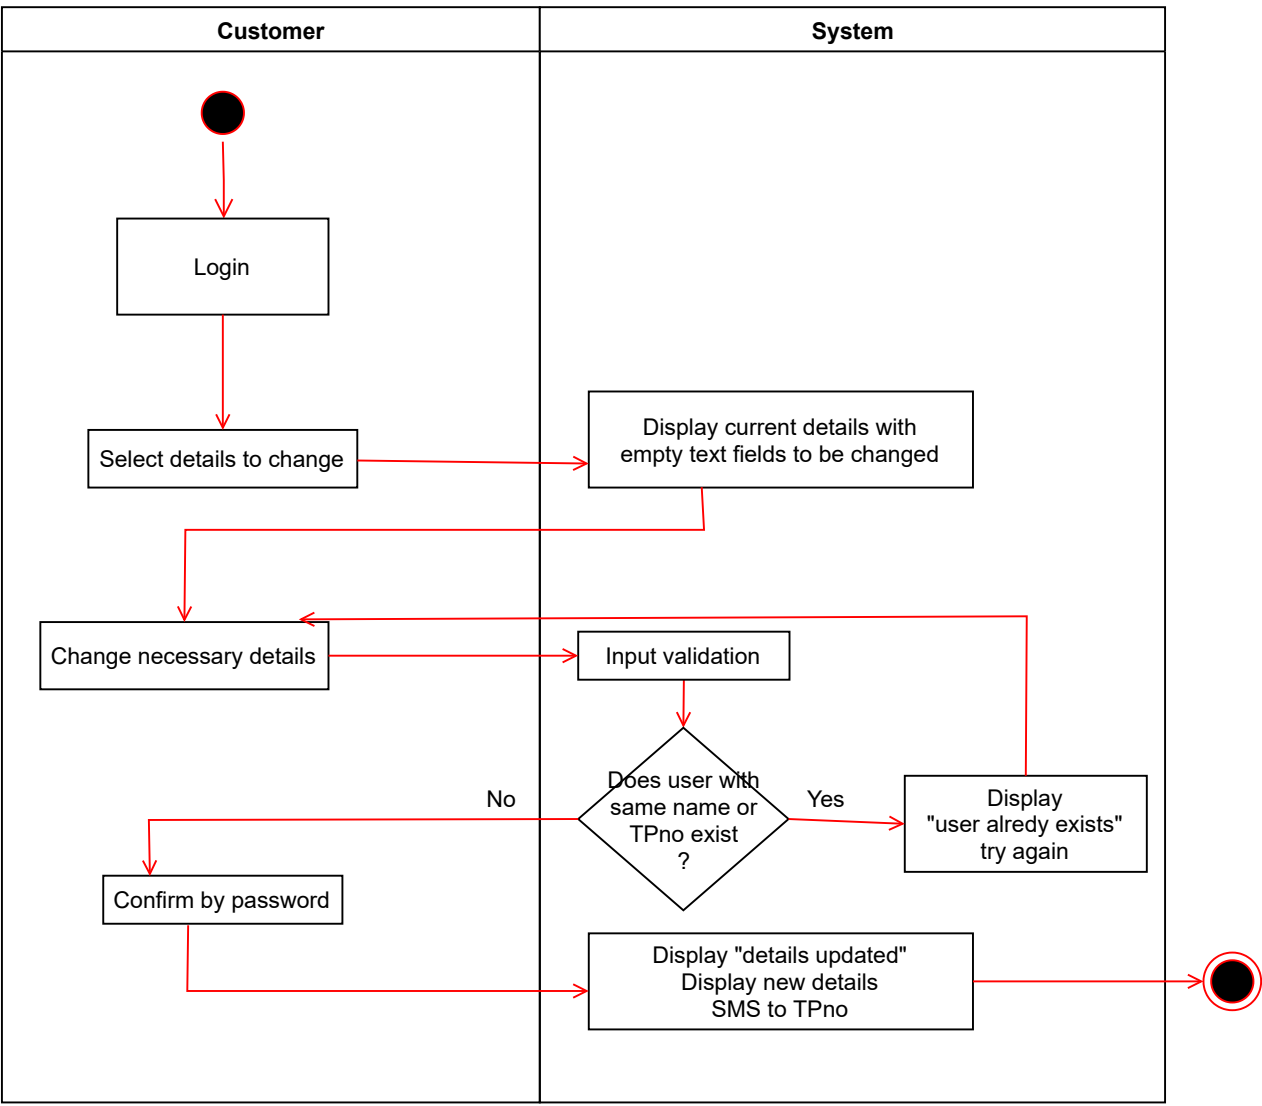 Customer
System
Login
Select details to change
Display current details with
empty text fields to be changed
Change necessary details
Input validation
Does user with
same name or
TPno exist
?
No
Yes
Display
"user alredy exists"
try again
Confirm by password
Display "details updated"
Display new details
SMS to TPno